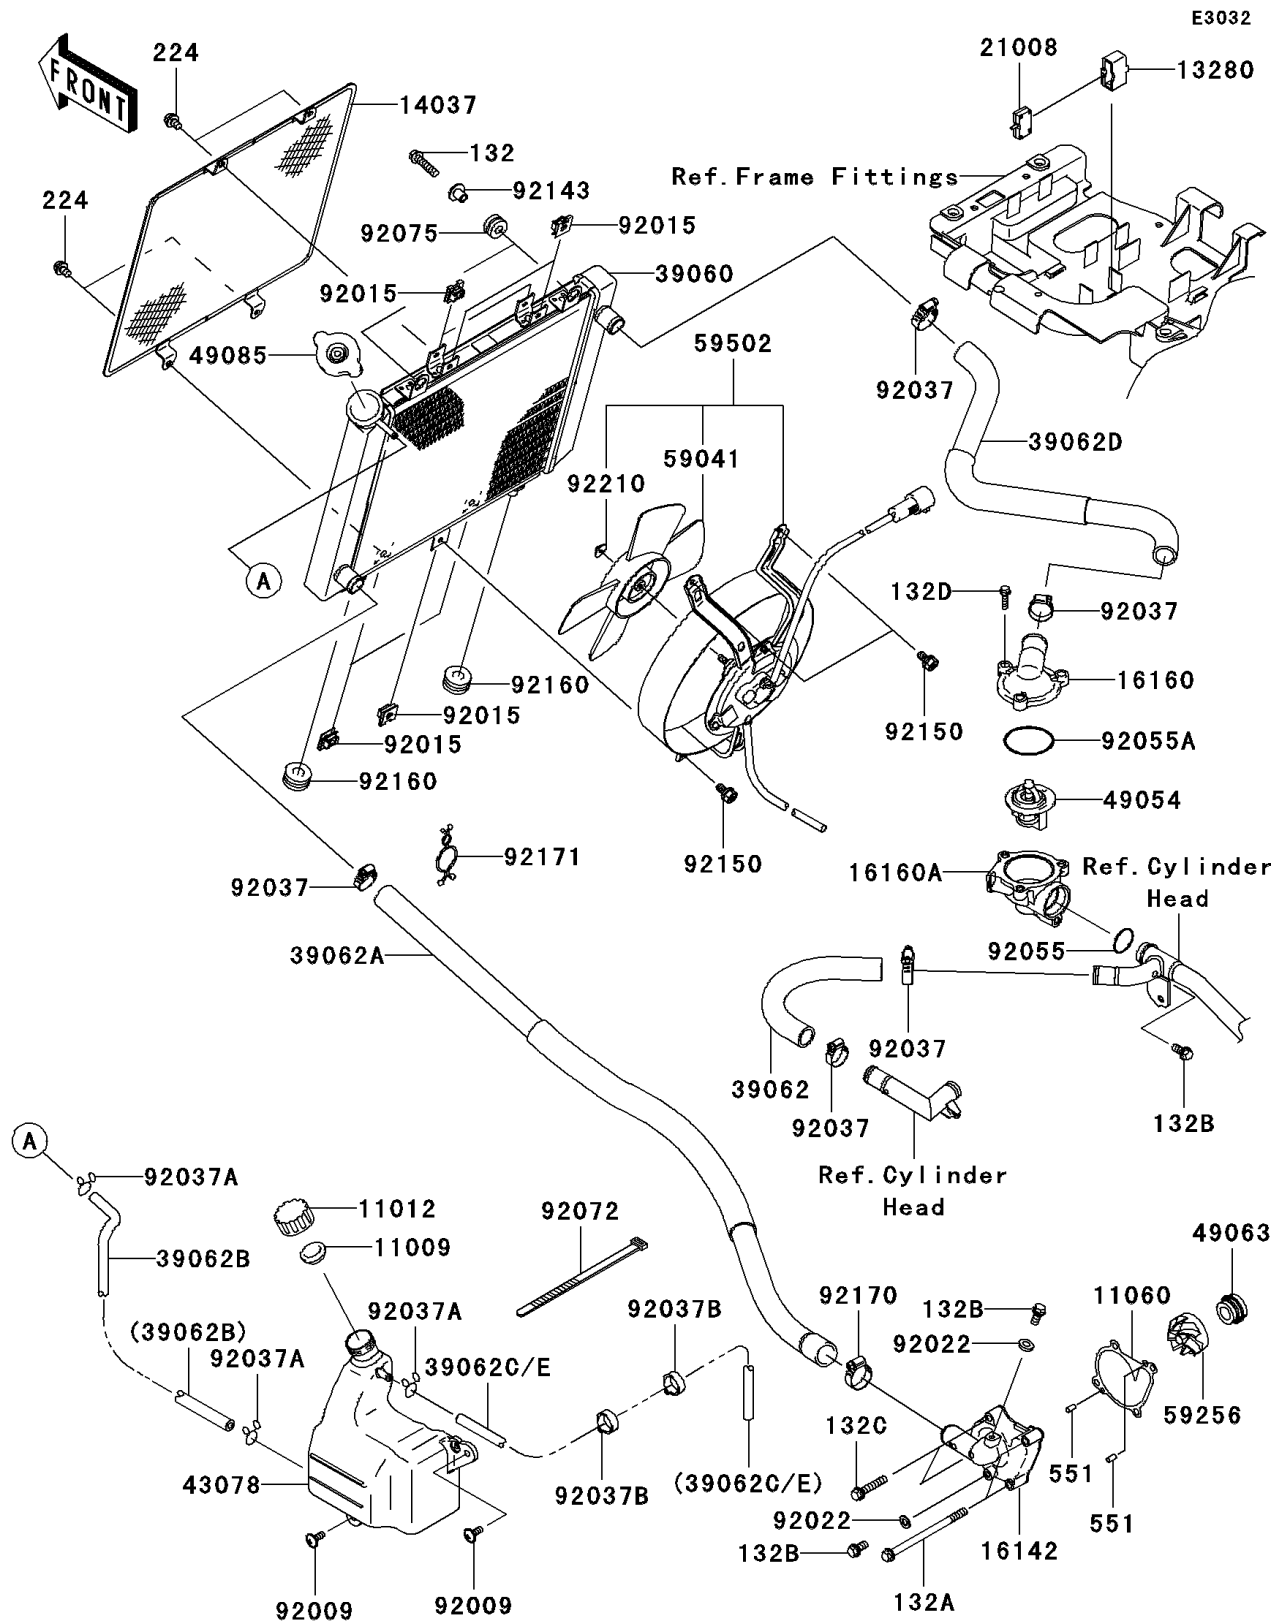 E3032
FRONT
224
14037
21008
13280
132
Ref.Frame Fittings
92143
224
92075
92015
92015
39060
49085
59502
92037
39062D
59041
92210
A
132D
92037
92160
16160
92015
92015
92150
92055A
92160
49054
92171
92150
16160A
Ref.Cylinder
Head
92037
39062A
92055
92037
39062
92037
132B
A
92037A
Ref.Cylinder
Head
11012
92072
11009
39062B
49063
92037A
92037B
92170
132B
11060
(39062B)
92037A
39062C/E
92022
59256
132C
43078
92037B
(39062C/E)
551
92022
551
132B
16142
92009
92009
132A